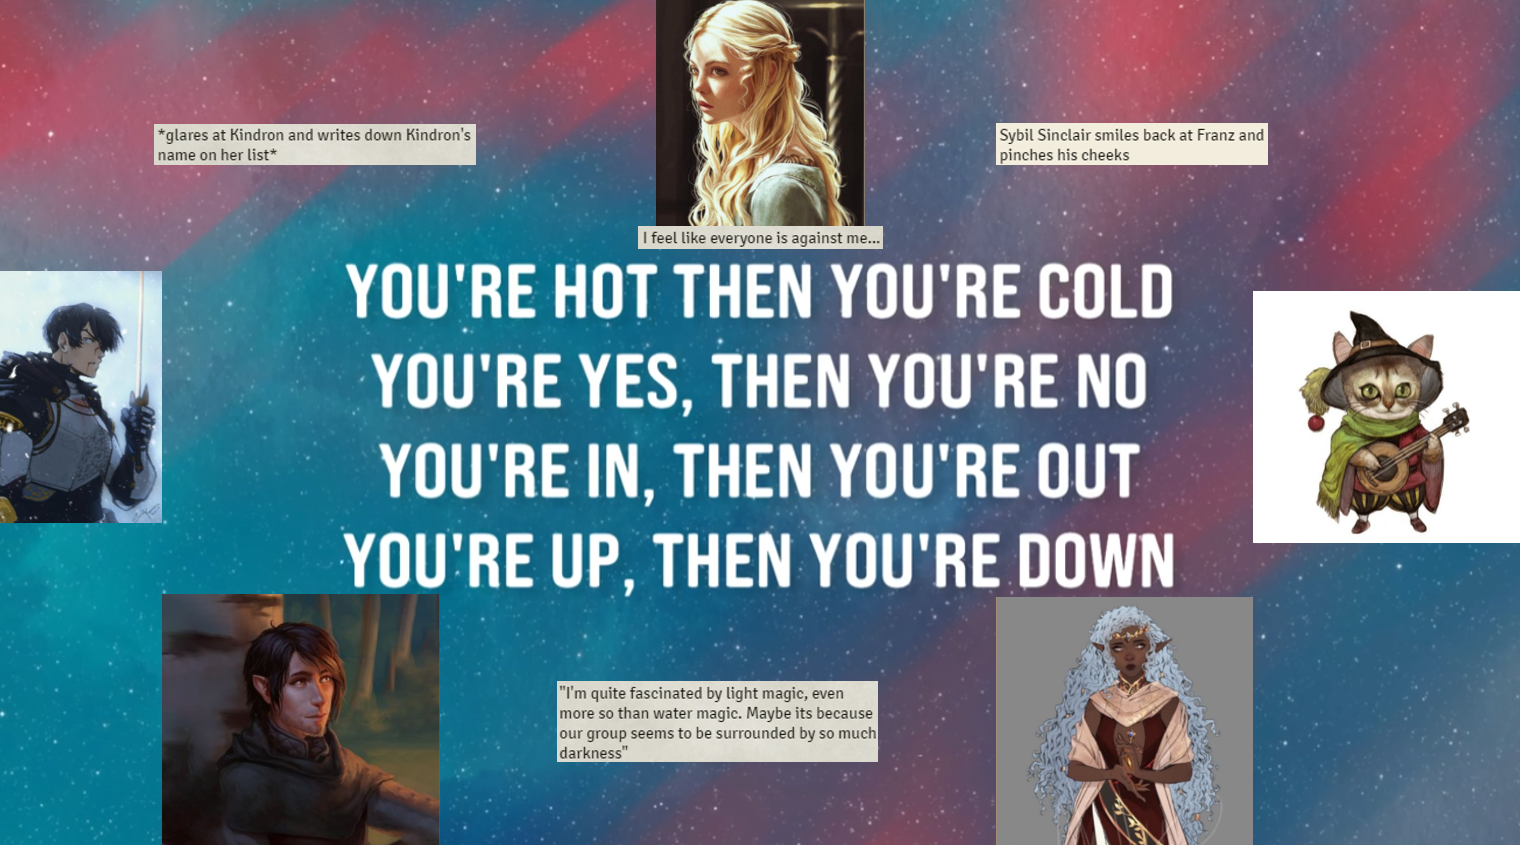 *glares at Kindron and writes down Kindron's
name on her list*
Sybil Sinclair smiles back at Franz and
pinches his cheeks
I feel like everyone is against me...
YOU'RE HOT THEN YOU'RE COLD
YOU'RE YES, THEN YOU'RE NO
YOU'RE IN, THEN YOU'RE OUT
YOU'RE UP, THEN YOU'RE DOWN
"I'm quite fascinated by light magic, even
more so than water magic. Maybe its because
our group seems to be surrounded by so much
darkness"